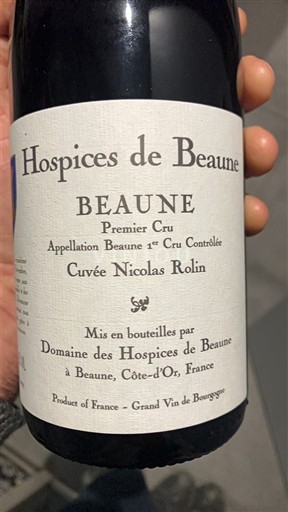 Hospices de Beaune
BEAUNE
Premier Cru
Appellation Beaune 1er Cru Contrôlée
Cuvée Nicolas Rolin
Mis en bouteilles par
Domaine des Hospices de Beaune
à Beaune, Côte-d'Or, France
Product of France - Grand Vin de Bourgogne